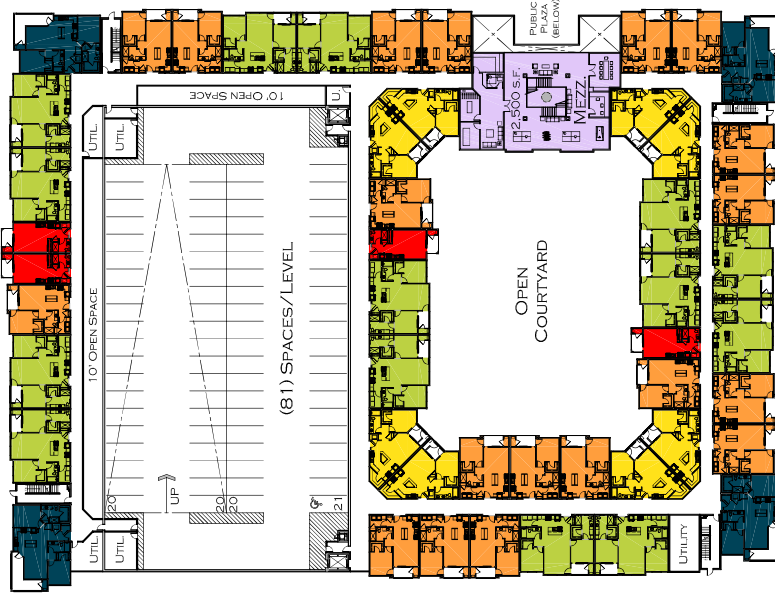 PUBLIC
PLAZA
(BELOW)
10' OPEN SPACE
U.
2,500 S.F.
MEZZ.
UTIL.
UTIL.
10' OPEN SPACE
(81) SPACES/LEVEL
OPEN
COURTYARD
UP
20
20
20
21
UTIL.
UTIL.
UTILITY